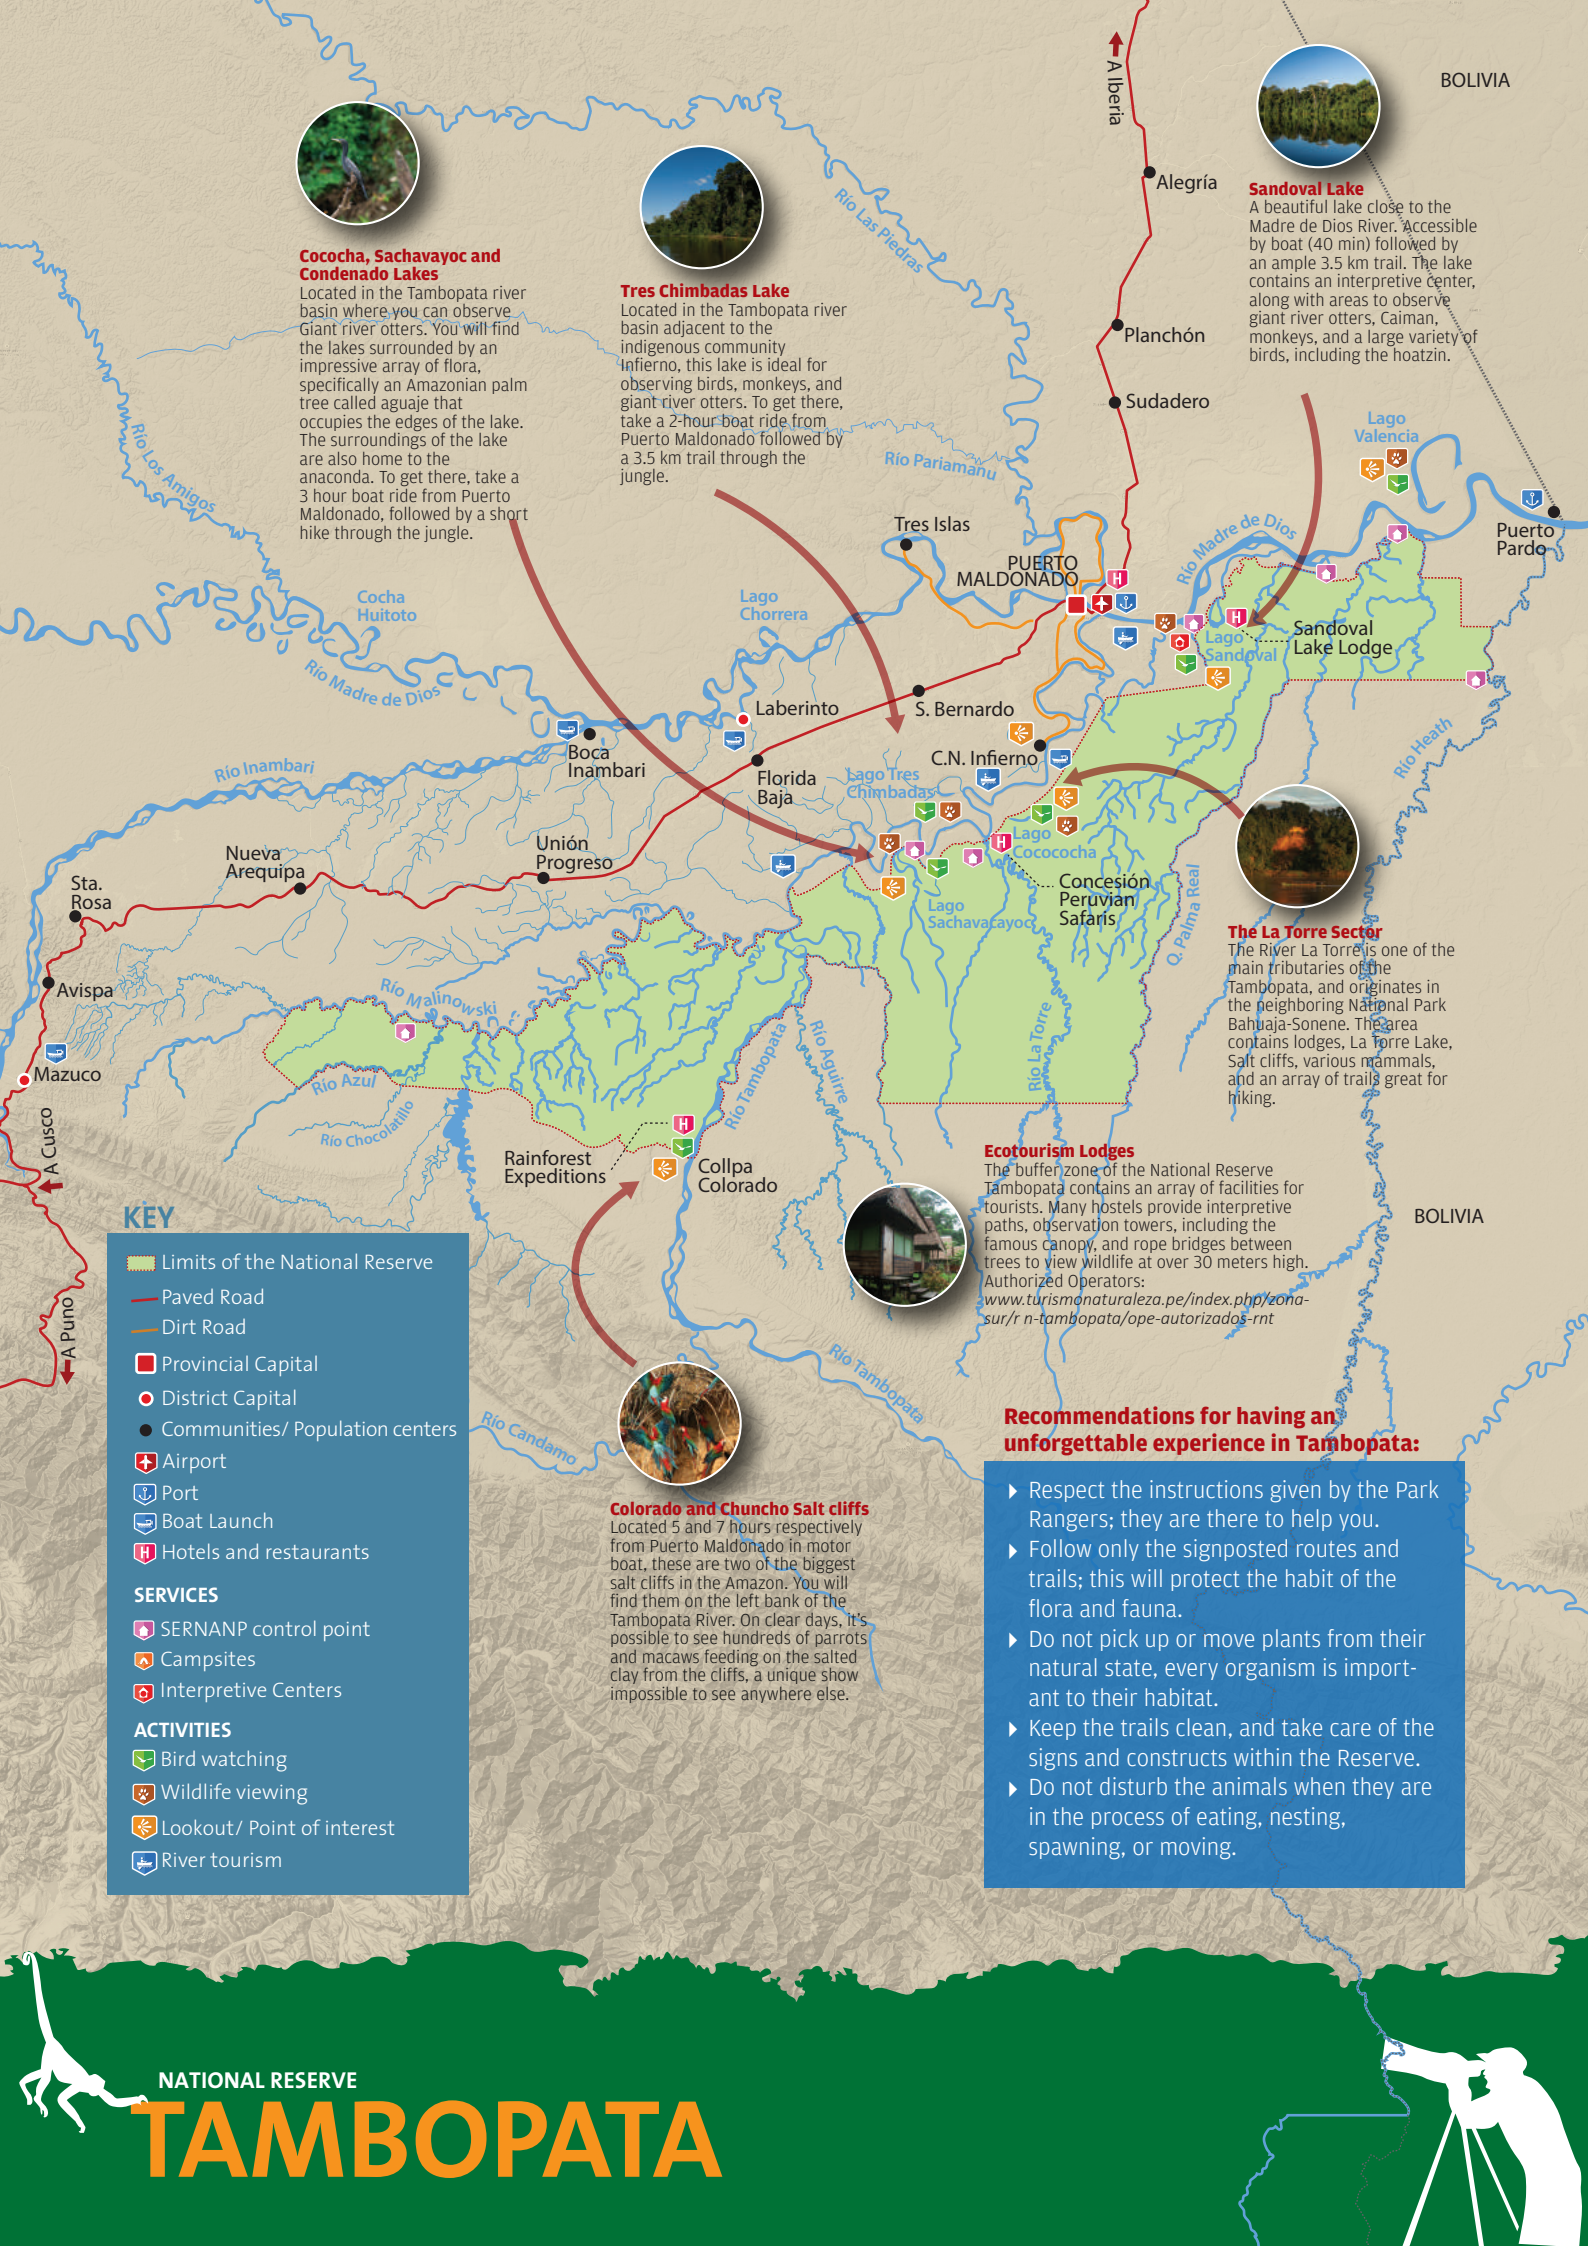 BOLIVIA
A Iberia
Alegría
Sandoval Lake
A beautiful lake close to the
Madre de Dios River. Accessible
by boat (40 min) followed by
an ample 3.5 km trail. The lake
contains an interpretive center,
along with areas to observe
giant river otters, Caiman,
monkeys, and a large variety of
birds, including the hoatzin.
Río Las Piedras
Cococha, Sachavayoc and
Condenado Lakes
Located in the Tambopata river
basin where you can observe
Giant river otters. You will find
the lakes surrounded by an
impressive array of flora,
specifically an Amazonian palm
tree called aguaje that
occupies the edges of the lake.
The surroundings of the lake
are also home to the
anaconda. To get there, take a
3 hour boat ride from Puerto
Maldonado, followed by a short
hike through the jungle.
Tres Chimbadas Lake
Located in the Tambopata river
basin adjacent to the
indigenous community
Infierno, this lake is ideal for
observing birds, monkeys, and
giant river otters. To get there,
take a 2-hour boat ride from
Puerto Maldonado followed by
a 3.5 km trail through the
jungle.
Planchón
Sudadero
Lago
Valencia
Río Los Amigos
Río Pariamanu
Tres Islas
Río Madre de Dios
Puerto
Pardo
PUERTO
MALDONADO
Cocha
Huitoto
Lago
Chorrera
Sandoval
Lake Lodge
Lago
Sandoval
Río Madre de Dios
Laberinto
S. Bernardo
Boca
Inambari
C.N. Infierno
Río Heath
Río Inambari
Florida
Baja
Lago Tres
Chimbadas
Lago
Cocococha
Unión
Progreso
Nueva
Arequipa
Sta.
Rosa
Concesión
Peruvian
Safaris
Lago
Sachavacayoc
Q. Palma Real
The La Torre Sector
The River La Torre is one of the
main tributaries of the
Tambopata, and originates in
the neighboring National Park
Bahuaja-Sonene. The area
contains lodges, La Torre Lake,
Salt cliffs, various mammals,
and an array of trails great for
hiking.
Avispa
Río Malinowski
Río La Torre
Río Aguirre
Río Tambopata
Mazuco
Río Azul
Río Chocolatillo
A Cusco
Rainforest
Expeditions
Collpa
Colorado
Ecotourism Lodges
The buffer zone of the National Reserve
Tambopata contains an array of facilities for
tourists. Many hostels provide interpretive
paths, observation towers, including the
famous canopy, and rope bridges between
trees to view wildlife at over 30 meters high.
Authorized Operators:
www.turismonaturaleza.pe/index.php/zona-
sur/r n-tambopata/ope-autorizados-rnt
BOLIVIA
A Puno
KEY
Limits of the National Reserve
Paved Road
Dirt Road
Provincial Capital
District Capital
Communities/ Population centers
Airport
Port
Boat Launch
H Hotels and restaurants
SERVICES
SERNANP control point
Campsites
Interpretive Centers
ACTIVITIES
Bird watching
Wildlife viewing
Lookout/ Point of interest
River tourism
Río Tambopata
Río Candamo
Colorado and Chuncho Salt cliffs
Located 5 and 7 hours respectively
from Puerto Maldonado in motor
boat, these are two of the biggest
salt cliffs in the Amazon. You will
find them on the left bank of the
Tambopata River. On clear days, it's
possible to see hundreds of parrots
and macaws feeding on the salted
clay from the cliffs, a unique show
impossible to see anywhere else.
Recommendations for having an
unforgettable experience in Tambopata:
Respect the instructions given by the Park
Rangers; they are there to help you.
Follow only the signposted routes and
trails; this will protect the habit of the
flora and fauna.
Do not pick up or move plants from their
natural state, every organism is import-
ant to their habitat.
Keep the trails clean, and take care of the
signs and constructs within the Reserve.
Do not disturb the animals when they are
in the process of eating, nesting,
spawning, or moving.
NATIONAL RESERVE
TAMBOPATA